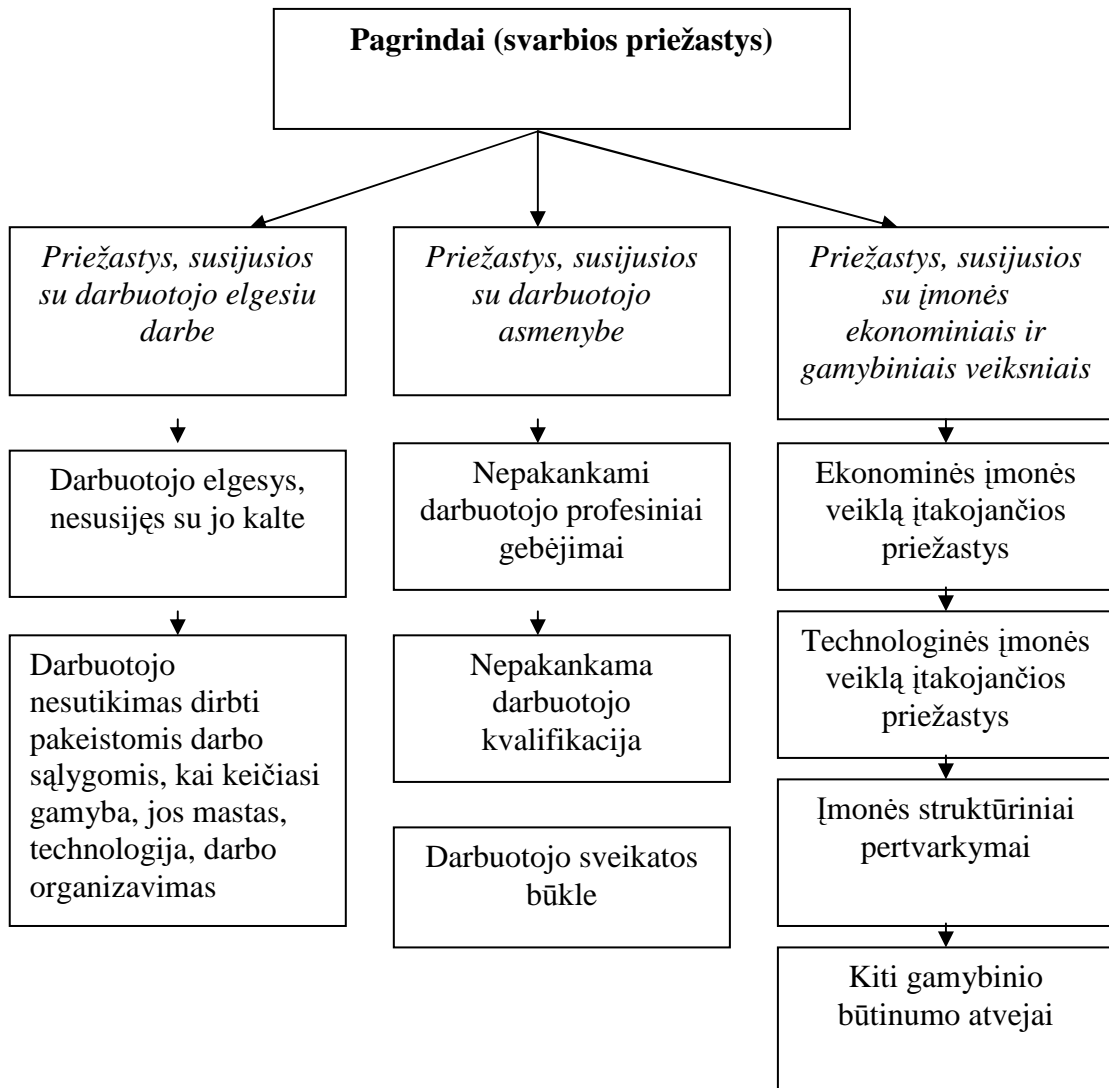 Pagrindai (svarbios priežastys)
Priežastys, susijusios
su darbuotojo elgesiu
darbe
Priežastys, susijusios
su darbuotojo
asmenybe
Priežastys, susijusios
su įmonės
ekonominiais ir
gamybiniais veiksniais
Darbuotojo elgesys,
nesusijęs su jo kalte
Nepakankami
darbuotojo profesiniai
gebėjimai
Ekonominės įmonės
veiklą įtakojančios
priežastys
Darbuotojo
nesutikimas dirbti
pakeistomis darbo
sąlygomis, kai keičiasi
gamyba, jos mastas,
technologija, darbo
organizavimas
Nepakankama
darbuotojo
kvalifikacija
Technologinės įmonės
veiklą įtakojančios
priežastys
Darbuotojo sveikatos
būkle
Įmonės struktūriniai
pertvarkymai
Kiti gamybinio
būtinumo atvejai